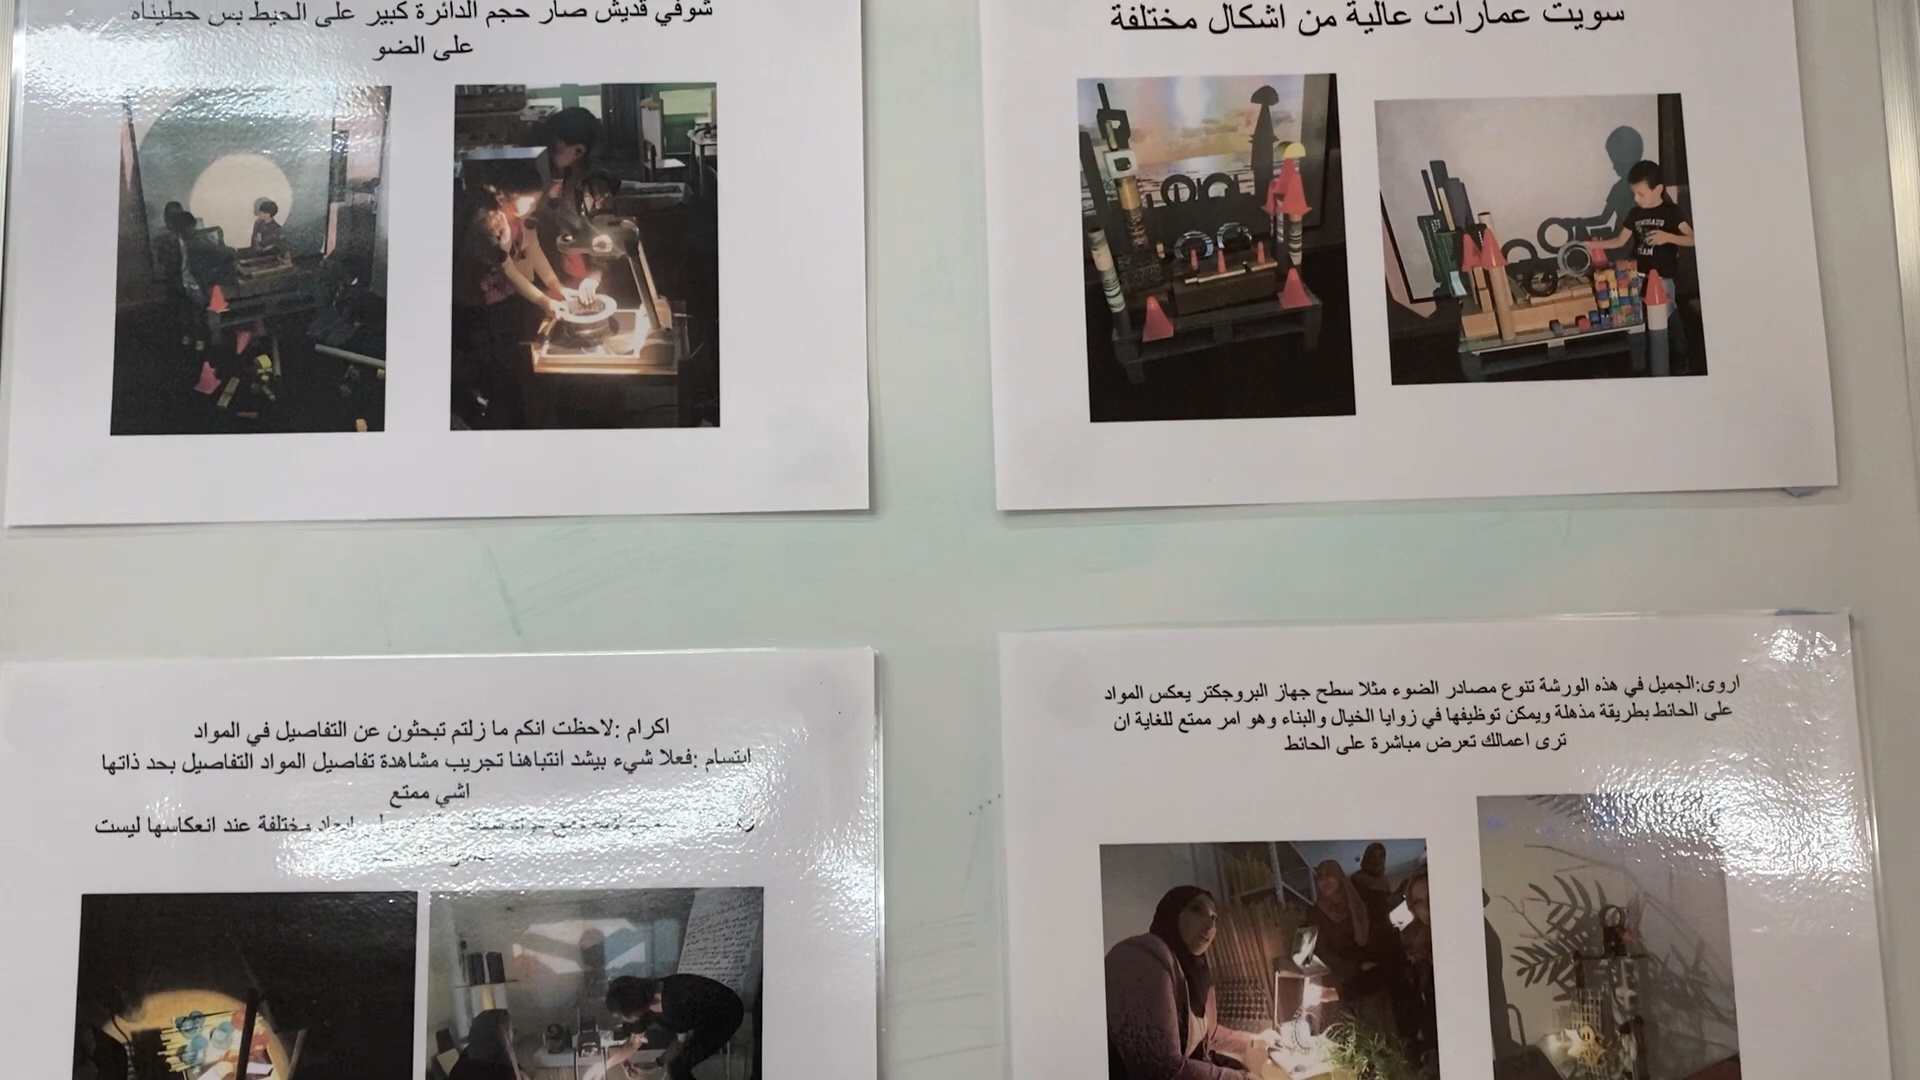 شوفي قديش صار حجم الدائرة كبير على الحيط بس حطيناه
على الضو
سويت عمارات عالية من اشكال مختلفة
اكرام :لاحظت انكم ما زلتم تبحثون عن التفاصيل في المواد
ابتسام :فعلا شيء بيشد انتباهنا تجريب مشاهدة تفاصيل المواد التفاصيل بحد ذاتها
اشي ممتع
ابعاد مختلفة عند انعكاسها ليست
اروى:الجميل في هذه الورشة تنوع مصادر الضوء مثلا سطح جهاز البروجكتر يعكس المواد
على الحائط بطريقة مذهلة ويمكن توظيفها في زوايا الخيال والبناء وهو امر ممتع للغاية ان
ترى اعمالك تعرض مباشرة على الحائط